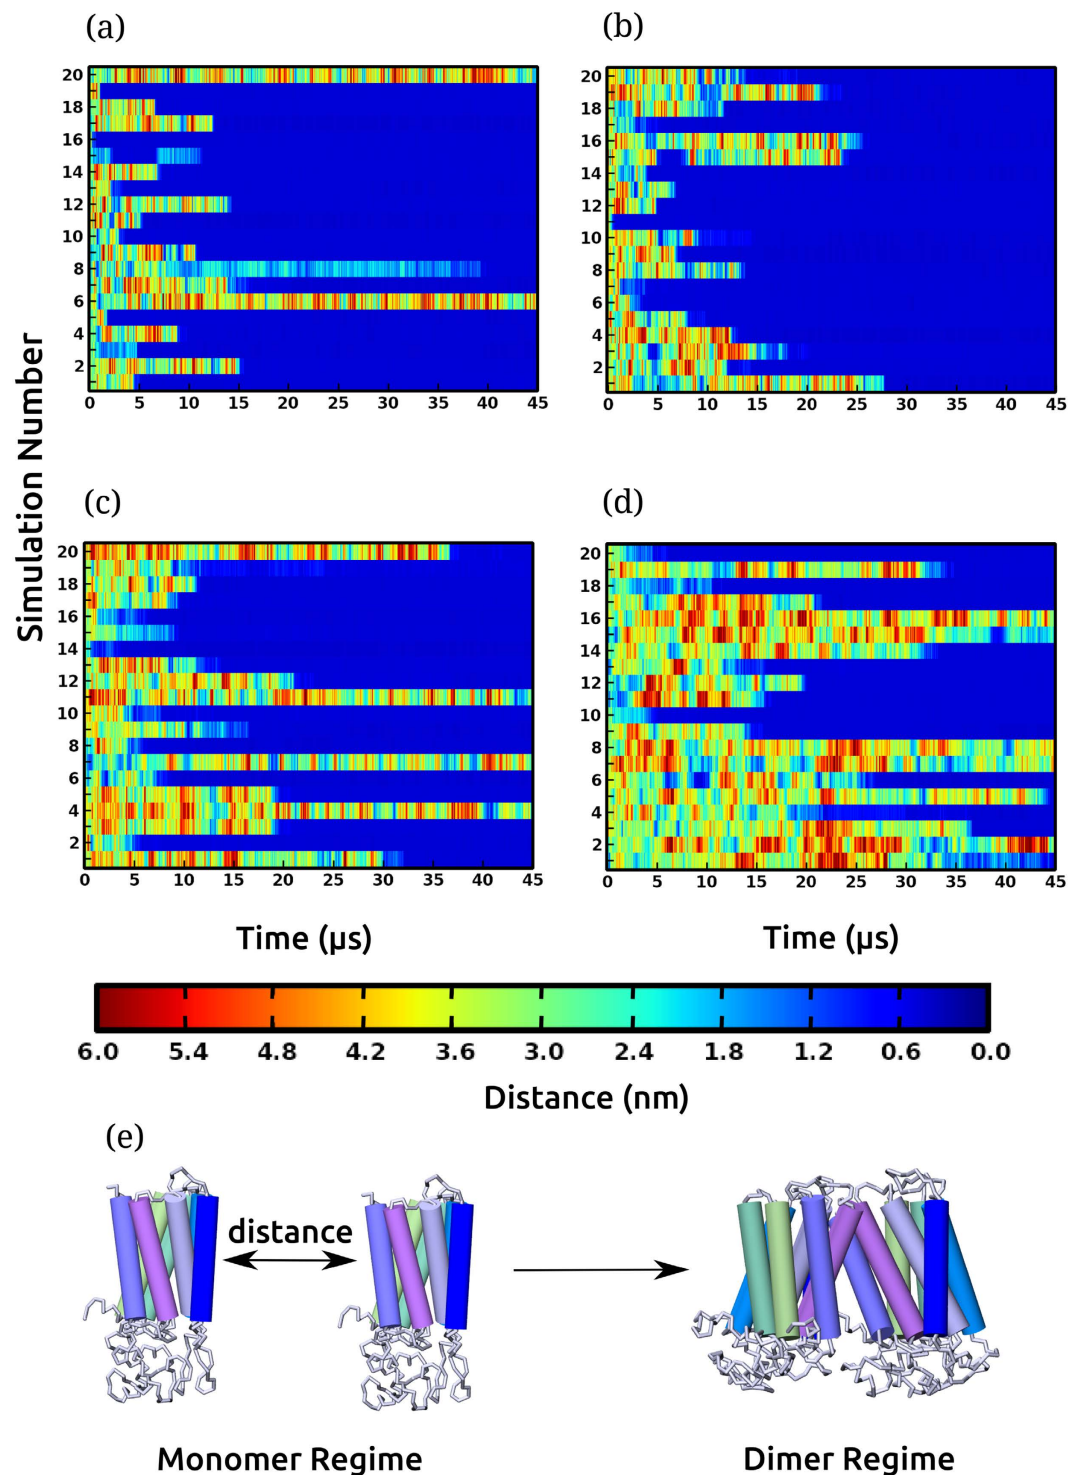 (a) (b)
20 18 16 14 12 10 8 6 4 2
0 5 10 15 20 25 30 35 40 45
20 18 16 14 12 10 8 6 4 2
0 5 10 15 20 25 30 35 40 45
Simulation Number
(c) (d)
20 18 16 14 12 10 8 6 4 2
0 5 10 15 20 25 30 35 40 45
20 18 16 14 12 10 8 6 4 2
0 5 10 15 20 25 30 35 40 45
Time (µs) Time (µs)
6.0 5.4 4.8 4.2 3.6 3.0 2.4 1.8 1.2 0.6 0.0
Distance (nm)
(e)
distance
Monomer Regime Dimer Regime